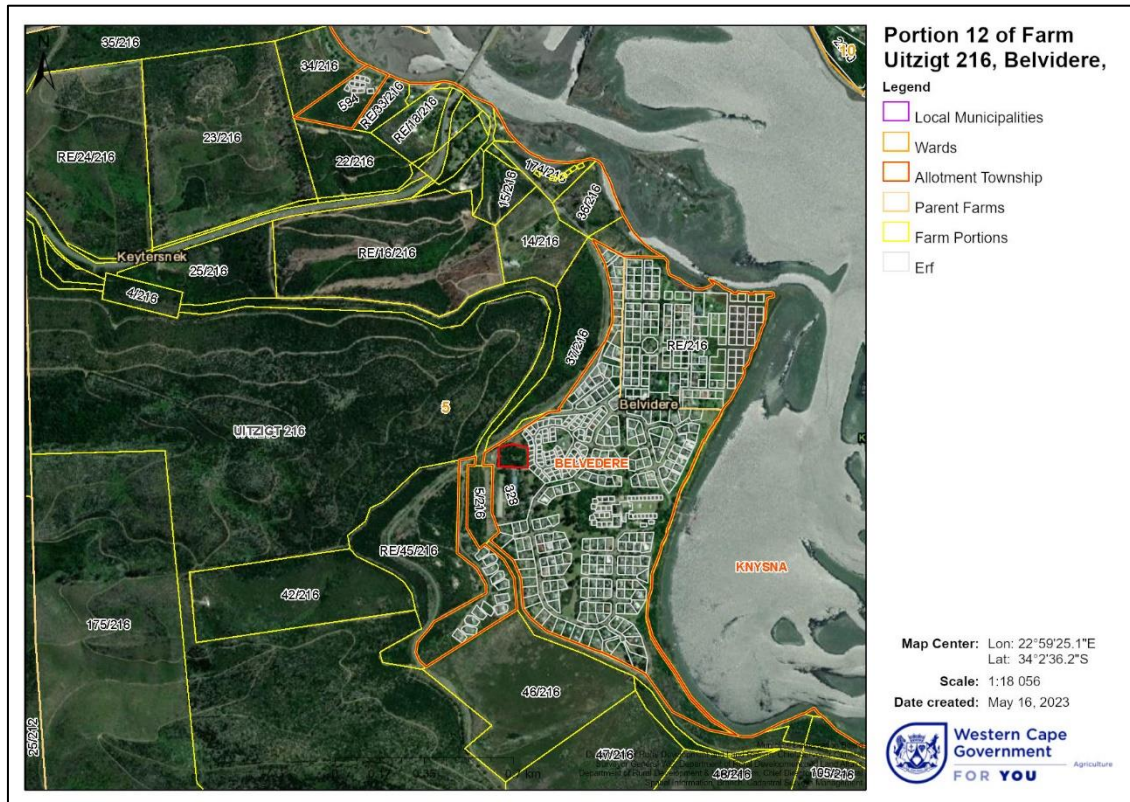 Portion 12 of Farm
Uitzigt 216, Belvidere,
Legend
Local Municipalities
Wards
Allotment Township
Parent Farms
Farm Portions
Erf
35/216
34/216
10
594
RE/33/216
RE/18/216
23/216
RE/24/216
22/216
174/216
15/216
36/216
RE/16/216
14/216
Keytersnek
25/216
4/216
37/216
RE/216
Belvidere
5
UITZIGT 216
BELVEDERE
328
5/216
RE/45/216
KNYSNA
42/216
175/216
46/216
25/212
47/216
48/216
105/216
Map Center: Lon: 22°59'25.1"E
Lat: 34°2'36.2"S
Scale: 1:18 056
Date created: May 16, 2023
Western Cape
Government
Agriculture
FOR YOU